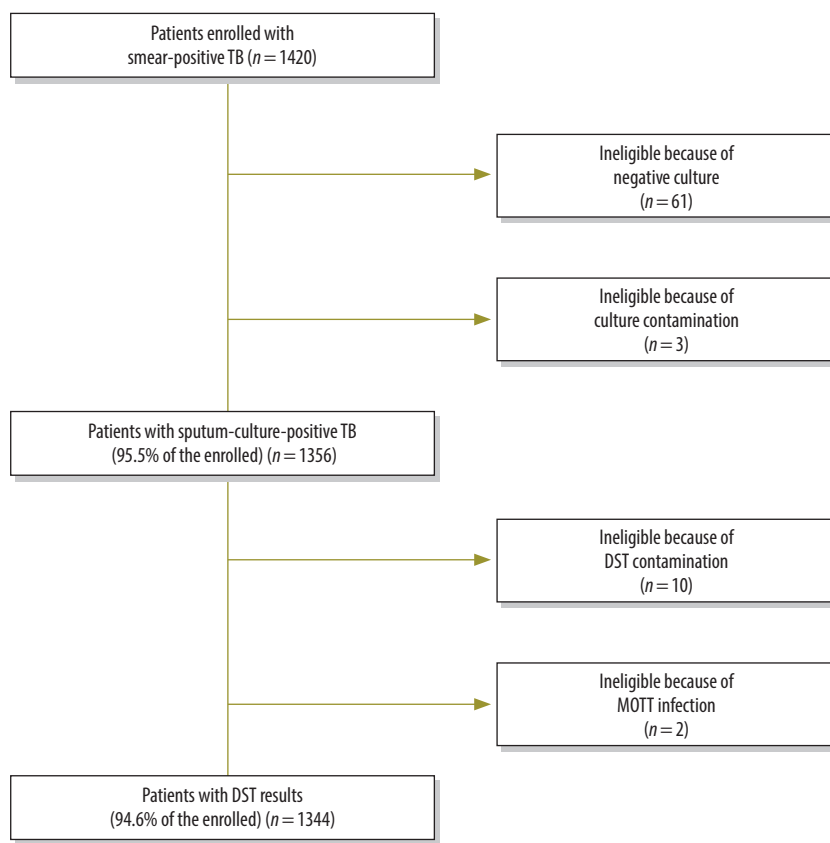 Patients enrolled with
smear-positive TB (n = 1420)
Ineligible because of
negative culture
(n = 61)
Ineligible because of
culture contamination
(n = 3)
Patients with sputum-culture-positive TB
(95.5% of the enrolled) (n = 1356)
Ineligible because of
DST contamination
(n = 10)
Ineligible because of
MOTT infection
(n = 2)
Patients with DST results
(94.6% of the enrolled) (n = 1344)